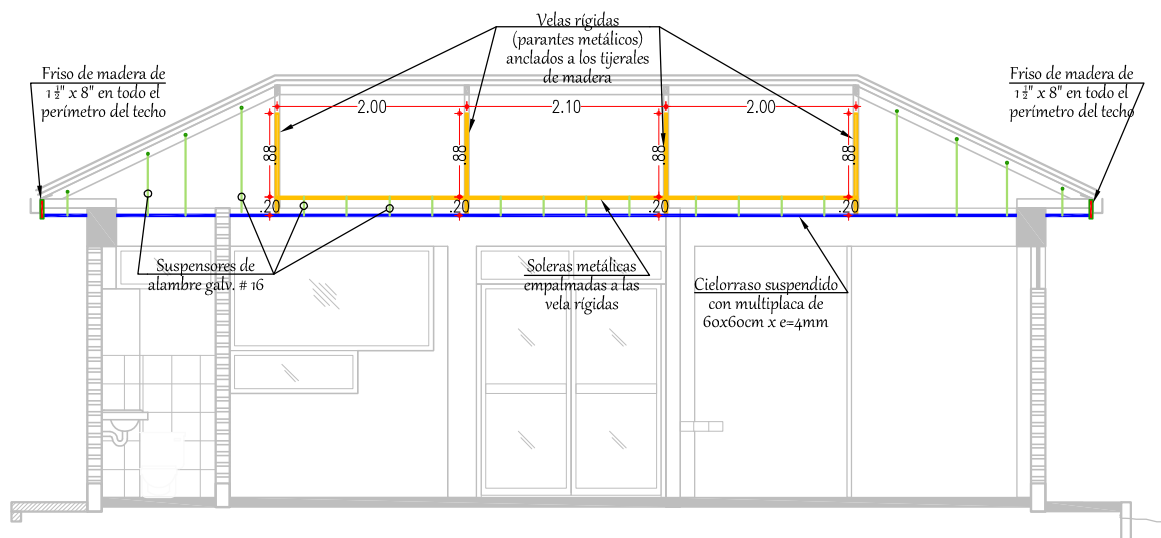 Velas rígidas
(parantes metálicos)
anclados a los tijerales
de madera
Friso de madera de
1 ½" x 8" en todo el
perímetro del techo
Friso de madera de
1 ½" x 8" en todo el
perímetro del techo
2.00
2.10
2.00
.88
.88
.88
.88
.20
.20
.20
.20
Suspensores de
alambre galv. # 16
Soleras metálicas
empalmadas a las
vela rígidas
Cielorraso suspendido
con multiplaca de
60x60cm x e=4mm